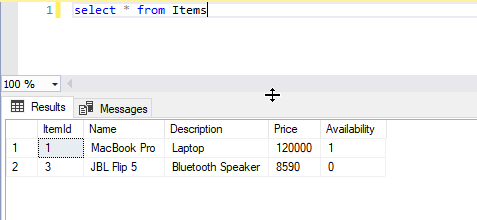 1 select * from Items
100 %
Results Messages
ItemId Name Description Price Availability
1 1 MacBook Pro Laptop 120000 1
2 3 JBL Flip 5 Bluetooth Speaker 8590 0